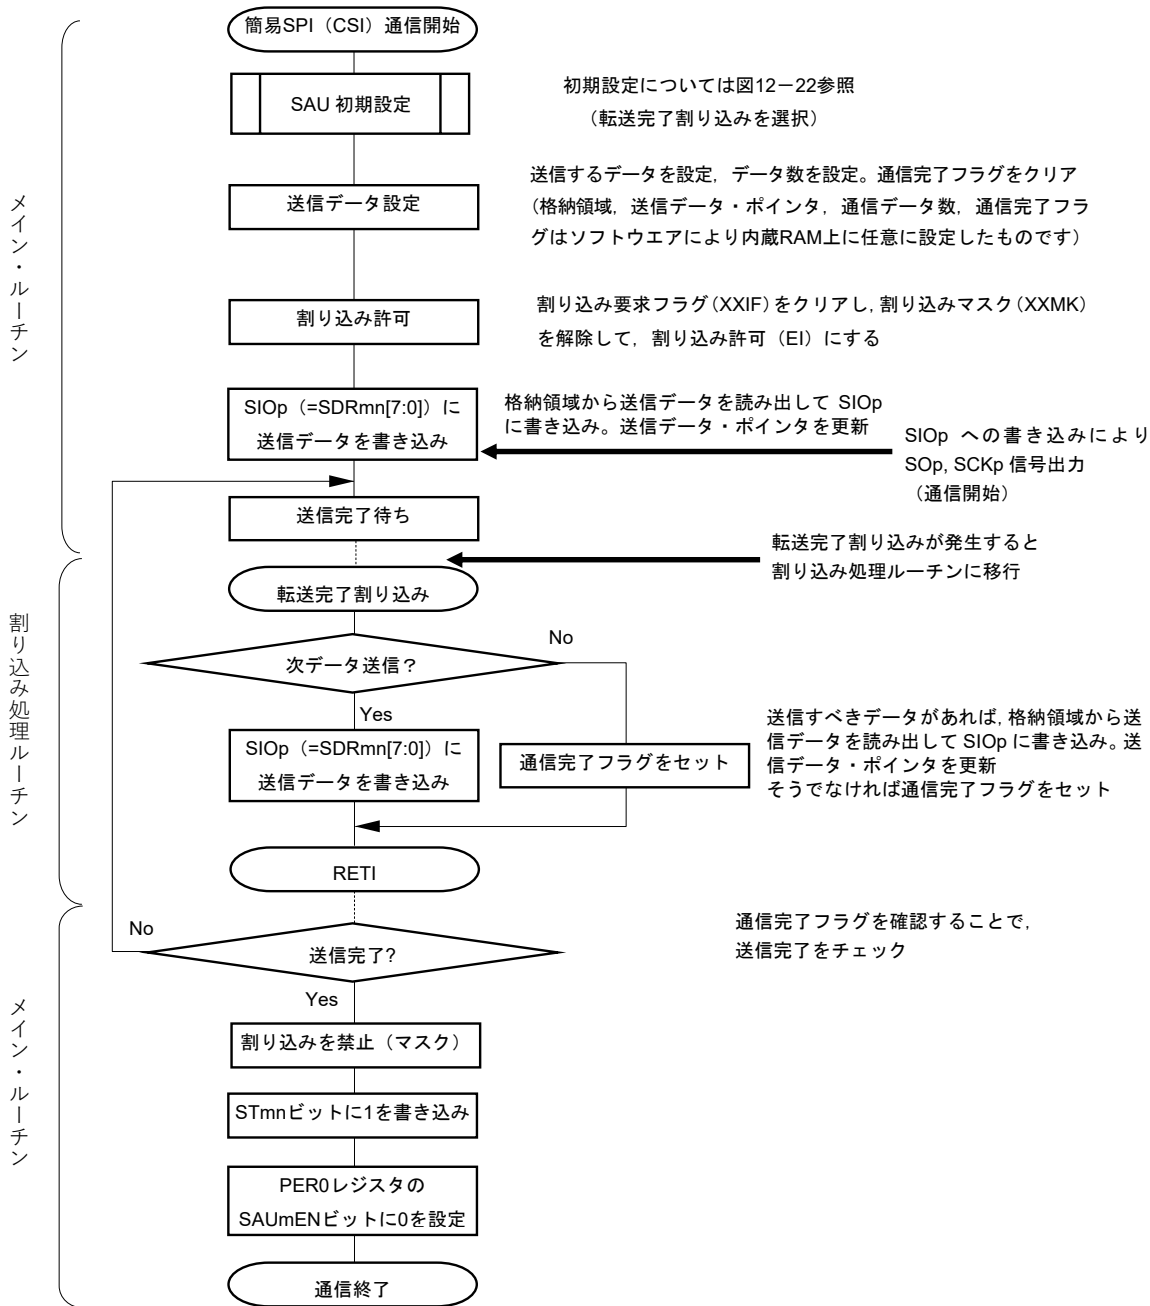 簡易SPI（CSI）通信開始
SAU 初期設定
初期設定については図12－22参照
（転送完了割り込みを選択）
メイン・ルーチン
送信データ設定
送信するデータを設定，データ数を設定。通信完了フラグをクリア
（格納領域，送信データ・ポインタ，通信データ数，通信完了フラ
グはソフトウエアにより内蔵RAM上に任意に設定したものです）
割り込み許可
割り込み要求フラグ（XXIF）をクリアし，割り込みマスク（XXMK）
を解除して，割り込み許可（EI）にする
SIOp（=SDRmn[7:0]）に
送信データを書き込み
格納領域から送信データを読み出して SIOp
に書き込み。送信データ・ポインタを更新
SIOp への書き込みにより
SOp, SCKp 信号出力
（通信開始）
送信完了待ち
転送完了割り込みが発生すると
割り込み処理ルーチンに移行
転送完了割り込み
割り込み処理ルーチン
次データ送信？
No
Yes
SIOp（=SDRmn[7:0]）に
送信データを書き込み
通信完了フラグをセット
送信すべきデータがあれば，格納領域から送
信データを読み出して SIOp に書き込み。送
信データ・ポインタを更新
そうでなければ通信完了フラグをセット
RETI
メイン・ルーチン
No
送信完了?
通信完了フラグを確認することで，
送信完了をチェック
Yes
割り込みを禁止（マスク）
STmnビットに1を書き込み
PER0レジスタの
SAUmENビットに0を設定
通信終了